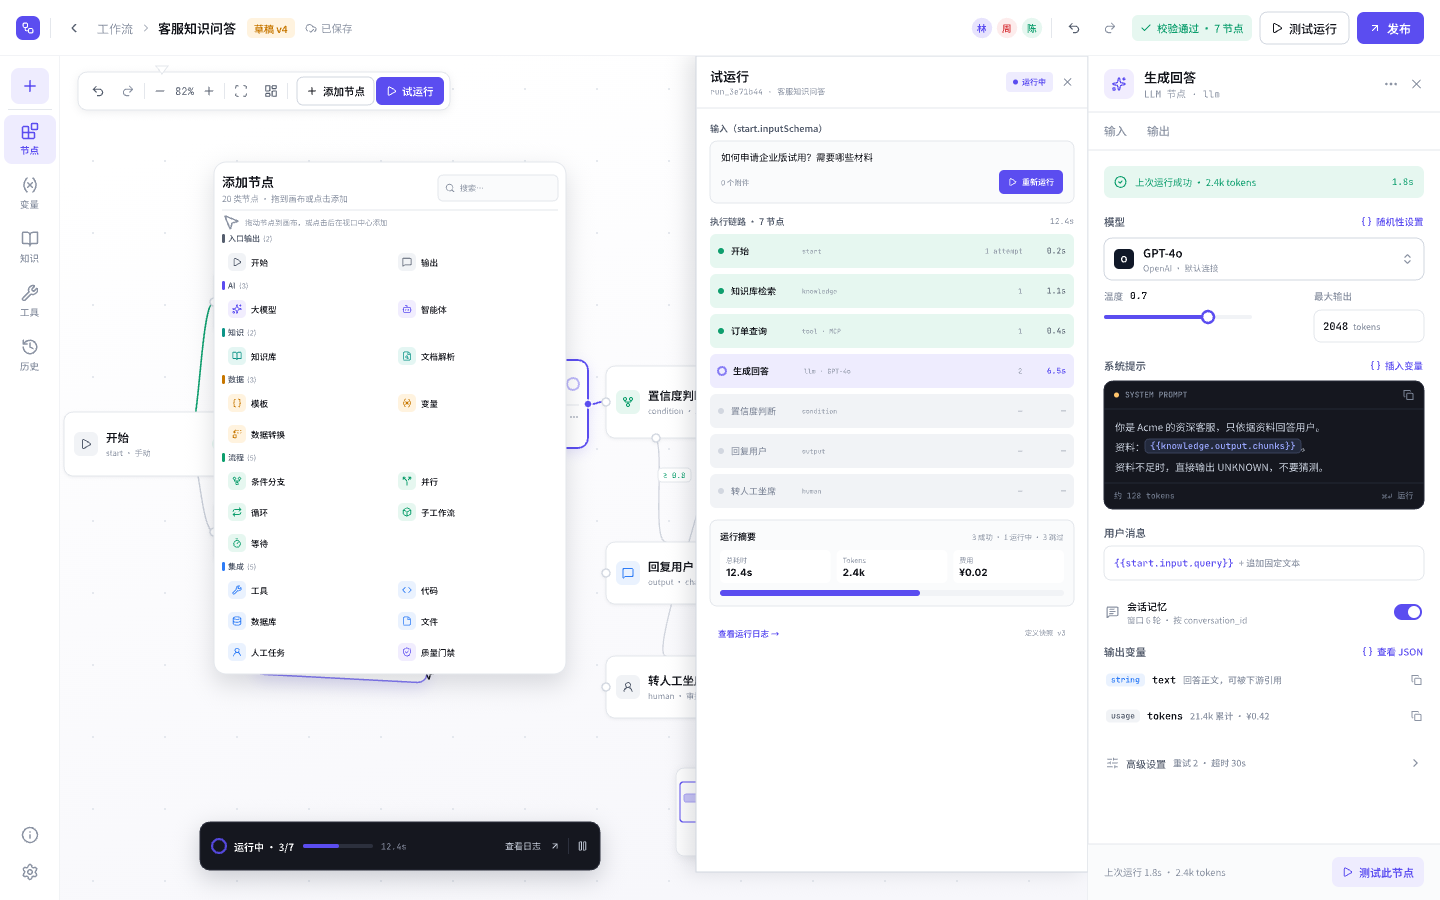 工作流
客服知识问答
草稿 v4
已保存
林
周
陈
校验通过 · 7 节点
测试运行
发布
节点
变量
知识
工具
历史
82%
添加节点
试运行
添加节点
20 类节点 · 拖到画布或点击添加
搜索…
拖动节点到画布，或点击后在视口中心添加
入口输出 (2)
开始
输出
AI (3)
大模型
智能体
知识 (2)
知识库
文档解析
数据 (3)
模板
变量
数据转换
流程 (5)
条件分支
并行
循环
子工作流
等待
集成 (5)
工具
代码
数据库
文件
人工任务
质量门禁
开始
start · 手动
置信度判
condition ·
≥ 0.8
回复用户
output ·
转人工坐
human ·
运行中 · 3/7
12.4s
查看日志
试运行
run_3e71b44 · 客服知识问答
运行中
输入（start.inputSchema）
如何申请企业版试用？需要哪些材料
0 个附件
重新运行
执行链路 · 7 节点
12.4s
开始
start
1 attempt
0.2s
知识库检索
knowledge
1
1.1s
订单查询
tool · MCP
1
0.4s
生成回答
llm · GPT-4o
2
6.5s
置信度判断
condition
—
—
回复用户
output
—
—
转人工坐席
human
—
—
运行摘要
3 成功 · 1 运行中 · 3 跳过
总耗时
12.4s
Tokens
2.4k
费用
¥0.02
查看运行日志 →
定义快照 v3
生成回答
LLM 节点 · llm
输入
输出
上次运行成功 · 2.4k tokens
1.8s
模型
{} 随机性设置
O
GPT-4o
OpenAI · 默认连接
温度 0.7
最大输出
2048 tokens
系统提示
{} 插入变量
SYSTEM PROMPT
你是 Acme 的资深客服，只依据资料回答用户。
资料：{{knowledge.output.chunks}}。
资料不足时，直接输出 UNKNOWN，不要猜测。
约 128 tokens
⌘↵ 运行
用户消息
{{start.input.query}} + 追加固定文本
会话记忆
窗口 6 轮 · 按 conversation_id
输出变量
{} 查看 JSON
string text 回答正文，可被下游引用
usage tokens 21.4k 累计 · ¥0.42
高级设置 重试 2 · 超时 30s
上次运行 1.8s · 2.4k tokens
测试此节点